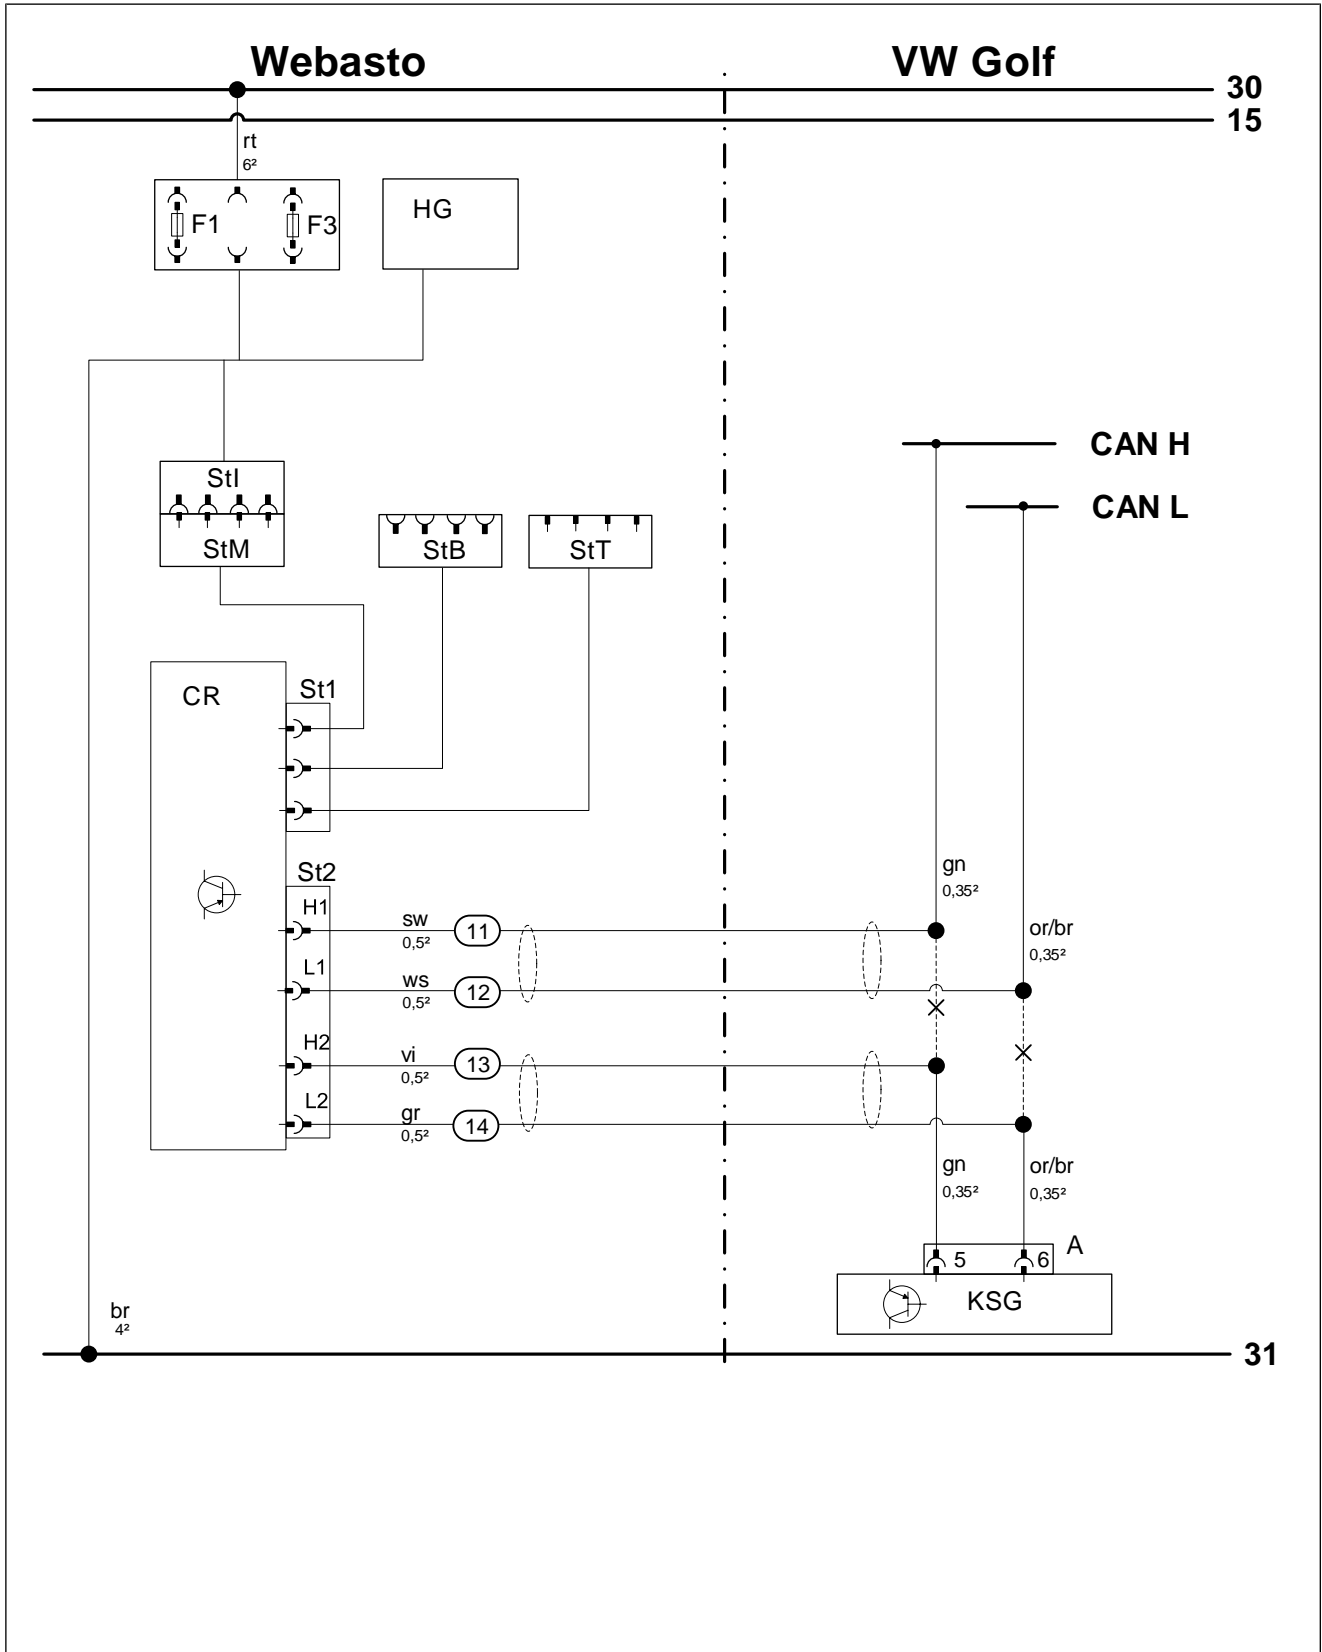 Webasto
VW Golf
30
15
rt
6²
F1
F3
HG
CAN H
CAN L
StI
StM
StB
StT
CR
St1
St2
H1
sw
0,5²
11
L1
ws
0,5²
12
H2
vi
0,5²
13
L2
gr
0,5²
14
gn
0,35²
or/br
0,35²
gn
0,35²
or/br
0,35²
5
6
A
KSG
br
4²
31